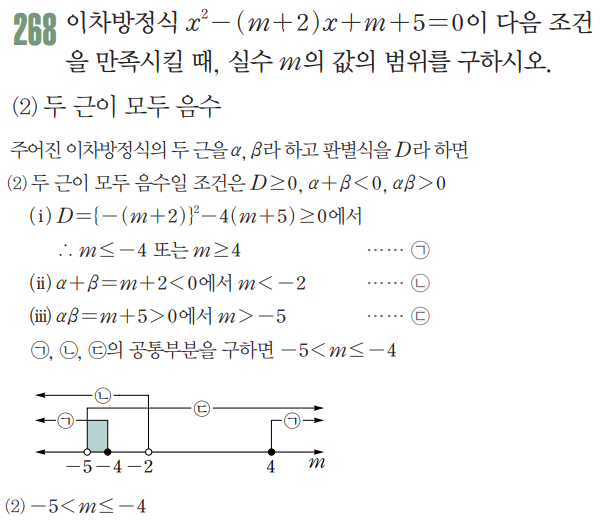 268 이차방정식 x²-(m+2)x+m+5=0이 다음 조건
을 만족시킬 때, 실수 m의 값의 범위를 구하시오.
(2) 두 근이 모두 음수
주어진 이차방정식의 두 근을 α, β라 하고 판별식을 D라 하면
(2) 두 근이 모두 음수일 조건은 D≥0, α+β<0, αβ>0
(ⅰ) D={-(m+2)}²-4(m+5)≥0에서
∴ m≤-4 또는 m≥4 …… ㉠
(ⅱ) α+β=m+2<0에서 m<-2 …… ㉡
(ⅲ) αβ=m+5>0에서 m>-5 …… ㉢
㉠, ㉡, ㉢의 공통부분을 구하면 -5<m≤-4
㉡
㉢
㉠ ㉠
-5 -4 -2 4 m
(2) -5<m≤-4